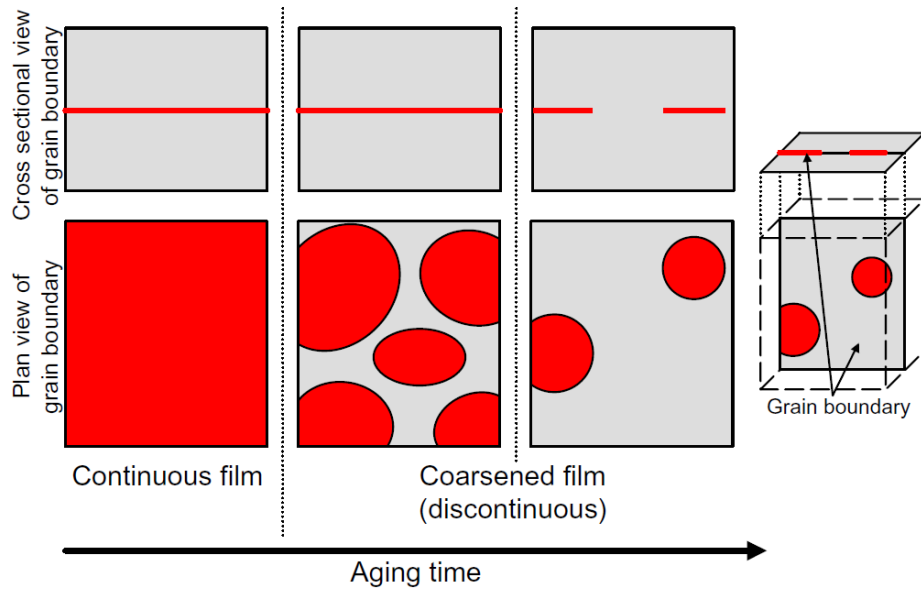 Cross sectional view
of grain boundary
Plan view of
grain boundary
Grain boundary
Continuous film
Coarsened film
(discontinuous)
Aging time